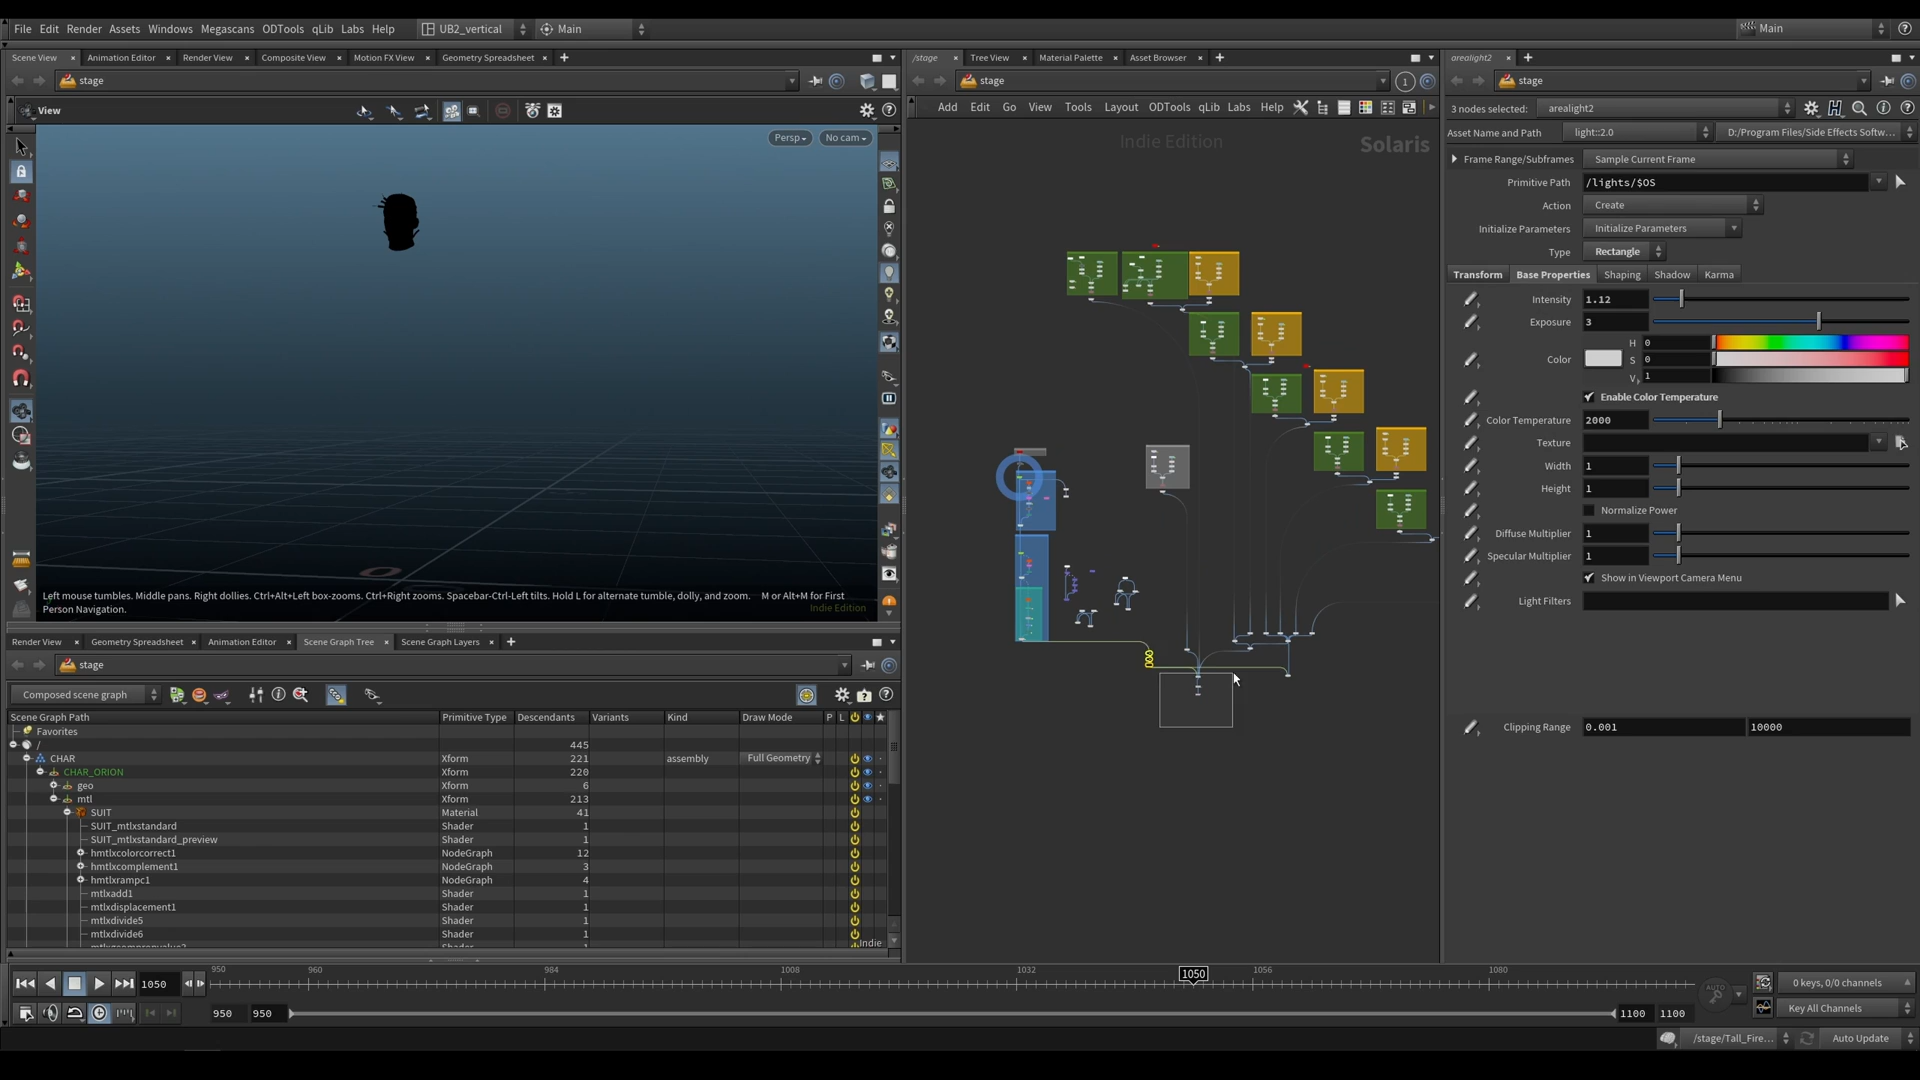 File Edit Render Assets Windows Megascans ODTools qLib Labs Help UB2_vertical Main Main
Scene View Animation Editor Render View Composite View Motion FX View Geometry Spreadsheet
stage
View
Persp No cam
Left mouse tumbles. Middle pans. Right dollies. Ctrl+Alt+Left box-zooms. Ctrl+Right zooms. Spacebar-Ctrl-Left tilts. Hold L for alternate tumble, dolly, and zoom. M or Alt+M for First
Person Navigation.
Indie Edition
Render View Geometry Spreadsheet Animation Editor Scene Graph Tree Scene Graph Layers
stage
Composed scene graph
Scene Graph Path Primitive Type Descendants Variants Kind Draw Mode P L
Favorites
/ 445
CHAR Xform 221 assembly Full Geometry
CHAR_ORION Xform 220
geo Xform 6
mtl Xform 213
SUIT Material 41
SUIT_mtlxstandard Shader 1
SUIT_mtlxstandard_preview Shader 1
hmtlxcolorcorrect1 NodeGraph 12
hmtlxcomplement1 NodeGraph 3
hmtlxrampc1 NodeGraph 4
mtlxadd1 Shader 1
mtlxdisplacement1 Shader 1
mtlxdivide5 Shader 1
mtlxdivide6 Shader 1
Indie
/stage Tree View Material Palette Asset Browser
stage 1
Add Edit Go View Tools Layout ODTools qLib Labs Help
Indie Edition Solaris
arealight2
stage
3 nodes selected: arealight2
Asset Name and Path light::2.0 D:/Program Files/Side Effects Softw...
Frame Range/Subframes Sample Current Frame
Primitive Path /lights/$OS
Action Create
Initialize Parameters Initialize Parameters
Type Rectangle
Transform Base Properties Shaping Shadow Karma
Intensity 1.12
Exposure 3
H 0
Color S 0
V 1
Enable Color Temperature
Color Temperature 2000
Texture
Width 1
Height 1
Normalize Power
Diffuse Multiplier 1
Specular Multiplier 1
Show in Viewport Camera Menu
Light Filters
Clipping Range 0.001 10000
1050 950 960 984 1008 1032 1050 1056 1080 AUTO 0 keys, 0/0 channels
950 950 1100 1100 Key All Channels
/stage/Tall_Fire... Auto Update